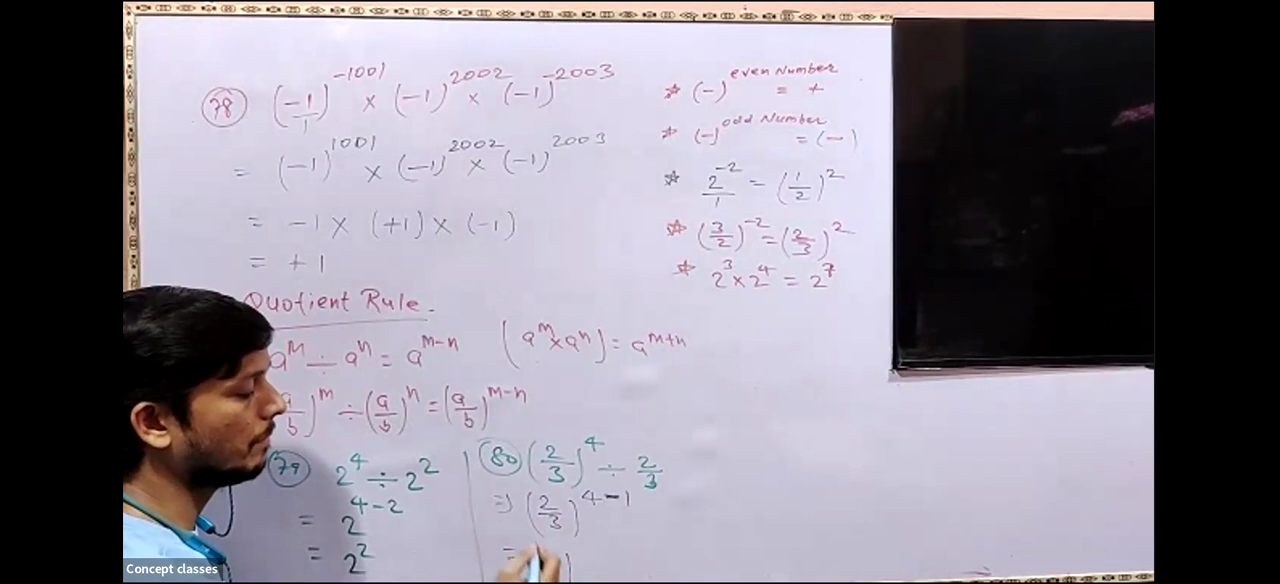 78 (-1/1)^-1001 × (-1)^2002 × (-1)^-2003
= (-1)^1001 × (-1)^2002 × (-1)^2003
= -1 × (+1) × (-1)
= +1
☆ (-)^even Number = +
☆ (-)^odd Number = (-)
☆ 2^-2/1 = (1/2)^2
☆ (3/2)^-2 = (2/3)^2
☆ 2^3 × 2^4 = 2^7
Quotient Rule.
a^m ÷ a^n = a^m-n (a^m × a^n) = a^m+n
(a/b)^m ÷ (a/b)^n = (a/b)^m-n
79 2^4 ÷ 2^2
= 2^4-2
= 2^2
80 (2/3)^4 ÷ 2/3
⇒ (2/3)^4-1
=
Concept classes